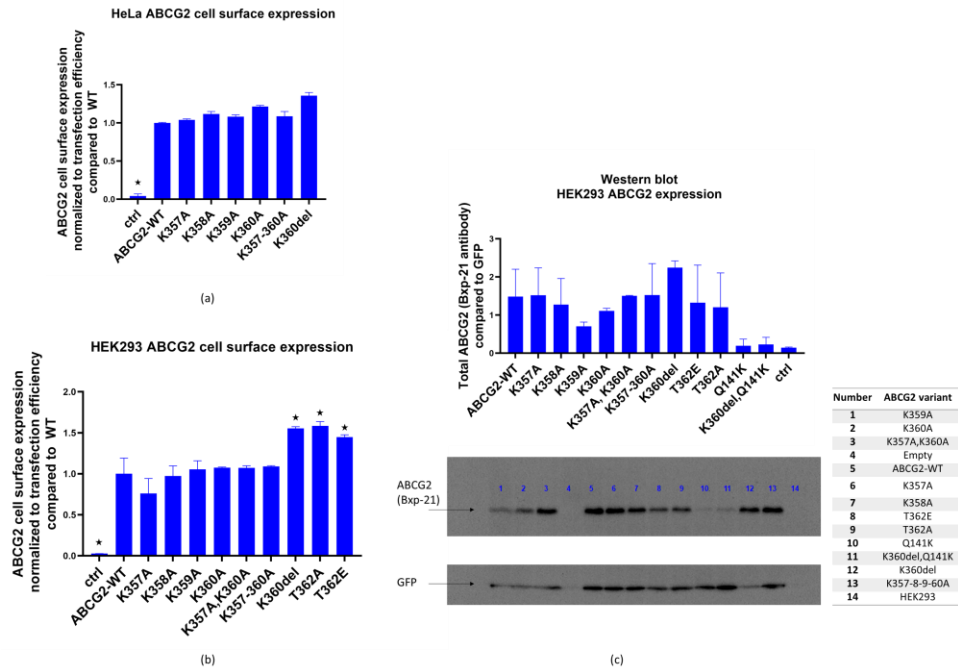 HeLa ABCG2 cell surface expression
ABCG2 cell surface expression
normalized to transfection efficiency
compared to WT
1.5
1.0
0.5
0.0
★
ctrl
ABCG2-WT
K357A
K358A
K359A
K360A
K357-360A
K360del
(a)
HEK293 ABCG2 cell surface expression
ABCG2 cell surface expression
normalized to transfection efficiency
compared to WT
2.0
1.5
1.0
0.5
0.0
★
★
★
★
ctrl
ABCG2-WT
K357A
K358A
K359A
K360A
K357A,K360A
K357-360A
K360del
T362A
T362E
(b)
Western blot
HEK293 ABCG2 expression
Total ABCG2 (Bxp-21 antibody)
compared to GFP
3
2
1
0
ABCG2-WT
K357A
K358A
K359A
K360A
K357A, K360A
K357-360A
K360del
T362E
T362A
Q141K
K360del,Q141K
ctrl
ABCG2
(Bxp-21)
1 2 3 4 5 6 7 8 9 10 11 12 13 14
GFP
(c)
Number ABCG2 variant
1 K359A
2 K360A
3 K357A,K360A
4 Empty
5 ABCG2-WT
6 K357A
7 K358A
8 T362E
9 T362A
10 Q141K
11 K360del,Q141K
12 K360del
13 K357-8-9-60A
14 HEK293